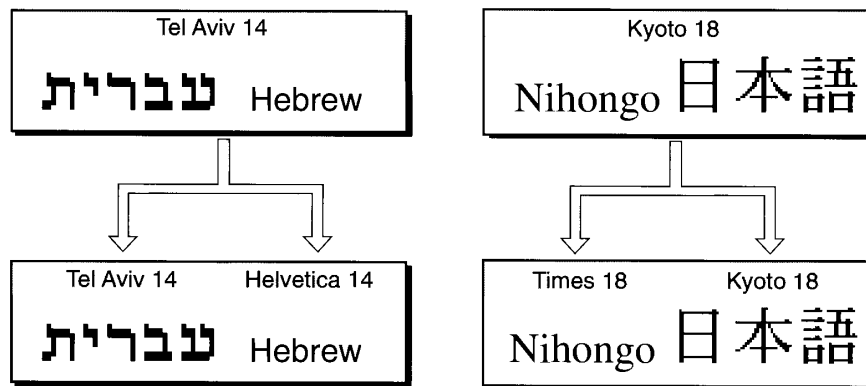 Tel Aviv 14
עברית Hebrew
Kyoto 18
Nihongo 日本語
Tel Aviv 14 Helvetica 14
עברית Hebrew
Times 18 Kyoto 18
Nihongo 日本語